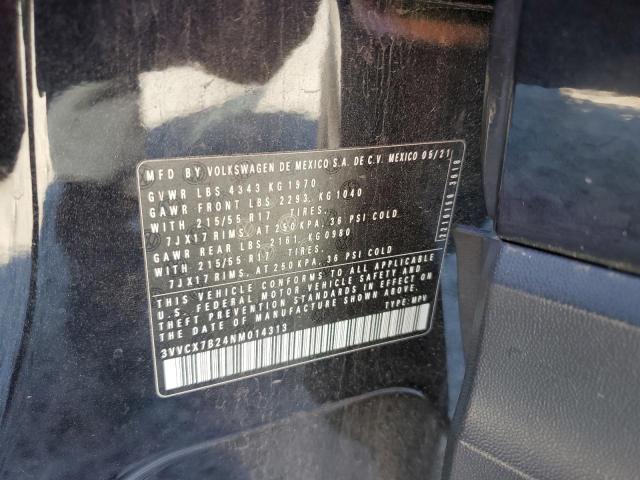 MFD BY VOLKSWAGEN DE MEXICO S.A. DE C.V. MEXICO 05/21
GVWR LBS 4343 KG 1970
GAWR FRONT LBS 2293, KG 1040
WITH 215/55 R17 TIRES.
7JX17 RIMS. AT 250 KPA, 36 PSI COLD
GAWR REAR LBS 2161, KG0980
WITH 215/55 R17 TIRES.
7JX17 RIMS. AT 250 KPA, 36 PSI COLD
THIS VEHICLE CONFORMS TO ALL APPLICABLE
U.S. FEDERAL MOTOR VEHICLE SAFETY AND
THEFT PREVENTION STANDARDS IN EFFECT ON
THE DATE OF MANUFACTURE SHOWN ABOVE.
TYPE: MPV
3VVCX7B24NM014313